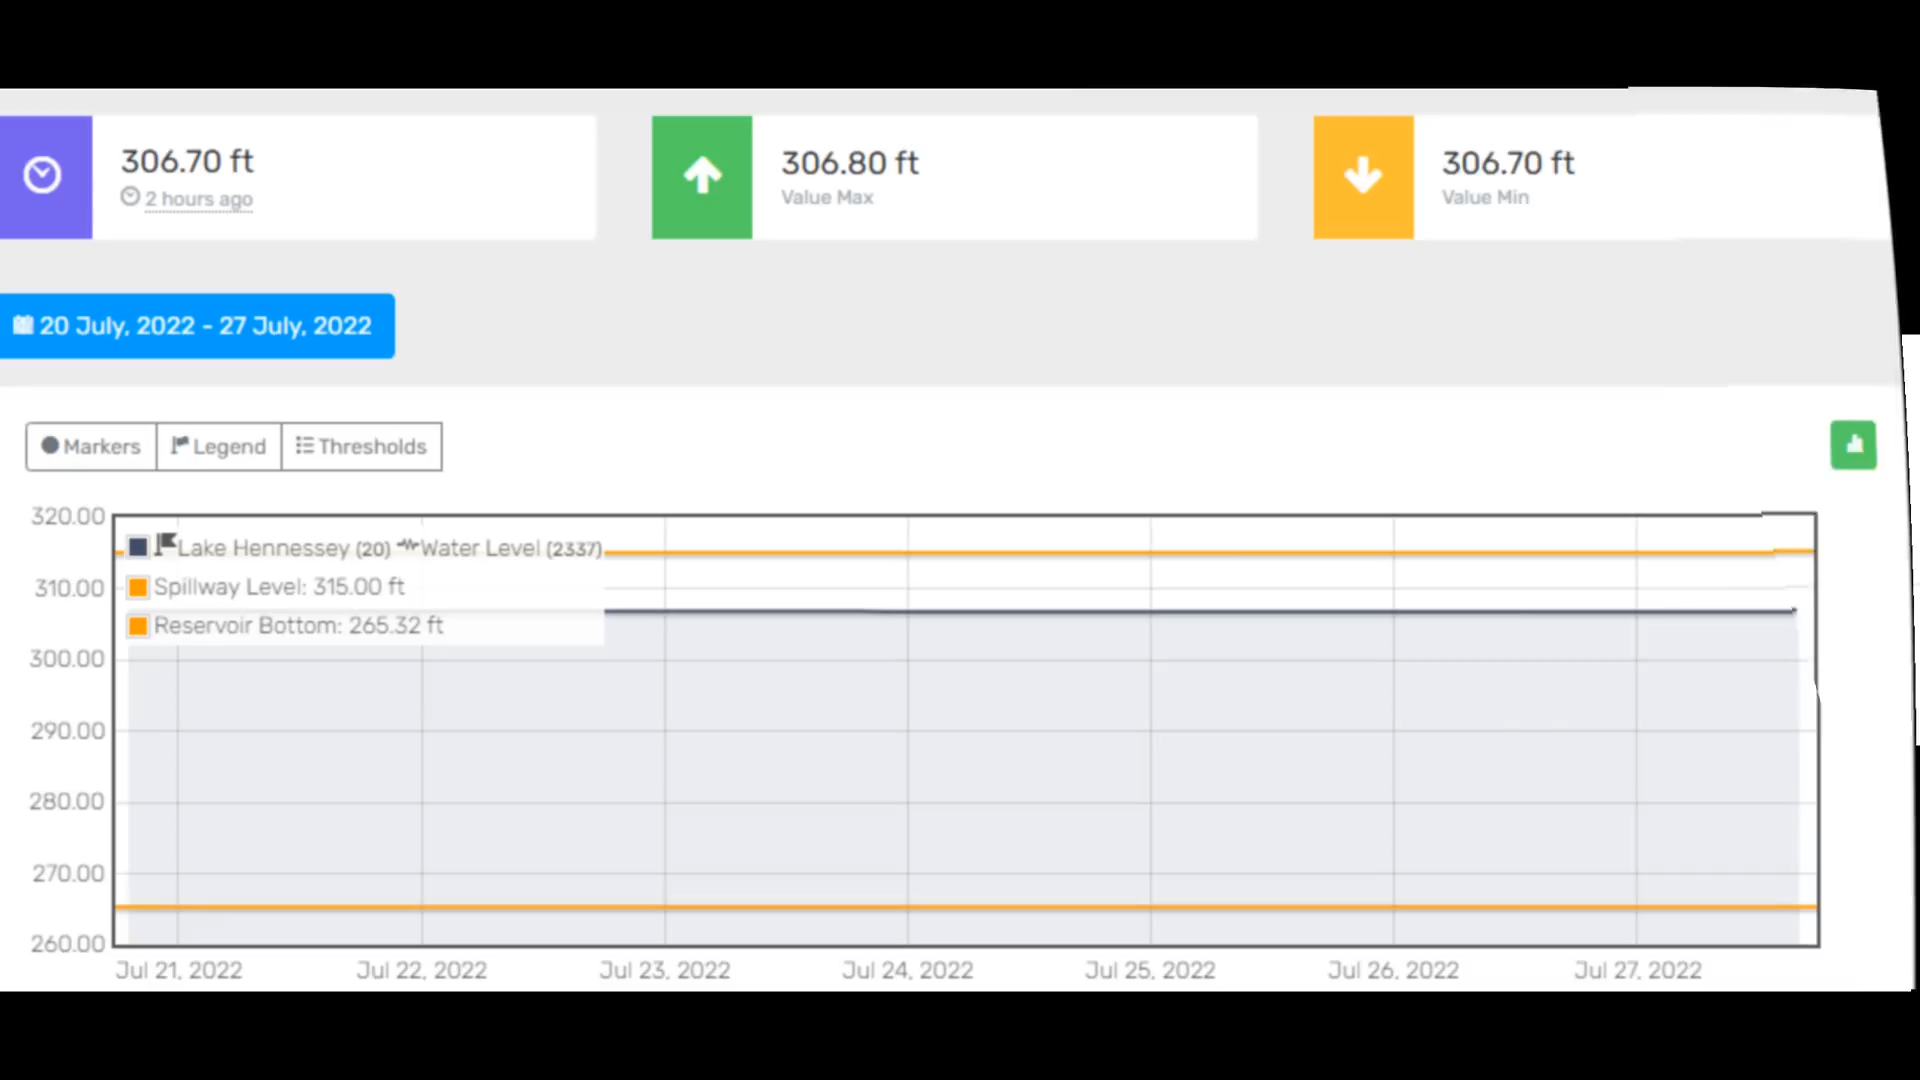 306.70 ft
2 hours ago
306.80 ft
Value Max
306.70 ft
Value Min
20 July, 2022 - 27 July, 2022
Markers
Legend
Thresholds
320.00
310.00
300.00
290.00
280.00
270.00
260.00
Lake Hennessey (20) Water Level (2337)
Spillway Level: 315.00 ft
Reservoir Bottom: 265.32 ft
Jul 21, 2022
Jul 22, 2022
Jul 23, 2022
Jul 24, 2022
Jul 25, 2022
Jul 26, 2022
Jul 27, 2022